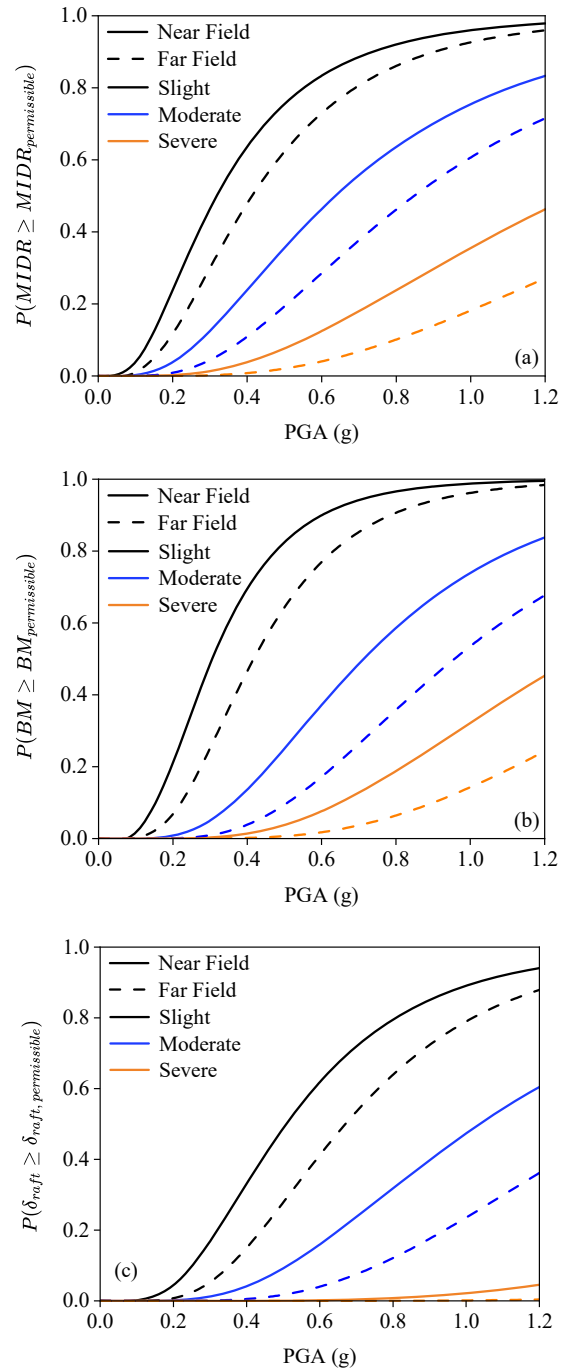 1.0
0.8
0.6
0.4
0.2
0.0
P(MIDR ≥ MIDR_permissible)
Near Field
Far Field
Slight
Moderate
Severe
(a)
0.0 0.2 0.4 0.6 0.8 1.0 1.2
PGA (g)
1.0
0.8
0.6
0.4
0.2
0.0
P(BM ≥ BM_permissible)
Near Field
Far Field
Slight
Moderate
Severe
(b)
0.0 0.2 0.4 0.6 0.8 1.0 1.2
PGA (g)
1.0
0.8
0.6
0.4
0.2
0.0
P(δ_raft ≥ δ_raft, permissible)
Near Field
Far Field
Slight
Moderate
Severe
(c)
0.0 0.2 0.4 0.6 0.8 1.0 1.2
PGA (g)